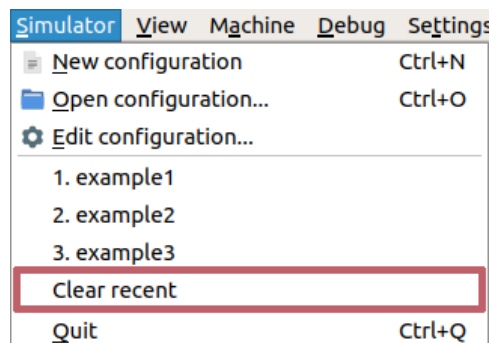 Simulator View Machine Debug Settings
New configuration Ctrl+N
Open configuration... Ctrl+O
Edit configuration...
1. example1
2. example2
3. example3
Clear recent
Quit Ctrl+Q